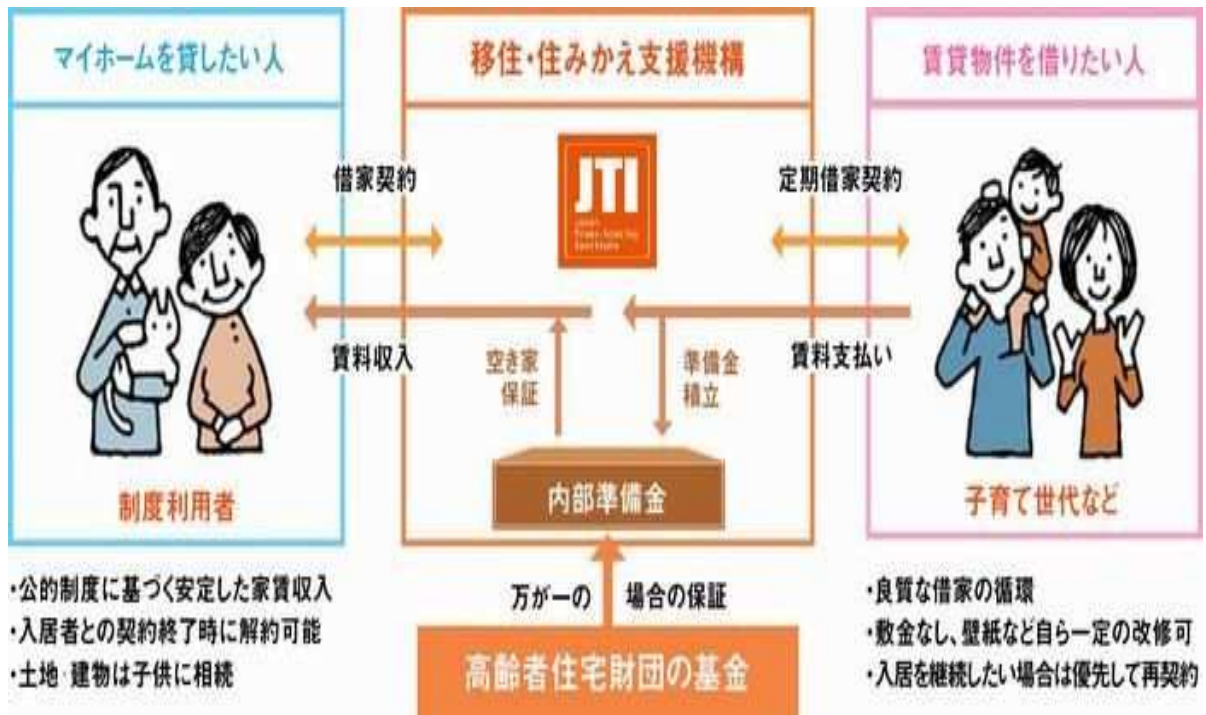 マイホームを貸したい人
移住・住みかえ支援機構
賃貸物件を借りたい人
借家契約
JTI
定期借家契約
賃料収入
空き家
保証
準備金
積立
賃料支払い
制度利用者
内部準備金
子育て世代など
・公的制度に基づく安定した家賃収入
・入居者との契約終了時に解約可能
・土地・建物は子供に相続
万が一の 場合の保証
高齢者住宅財団の基金
・良質な借家の循環
・敷金なし、壁紙など自ら一定の改修可
・入居を継続したい場合は優先して再契約